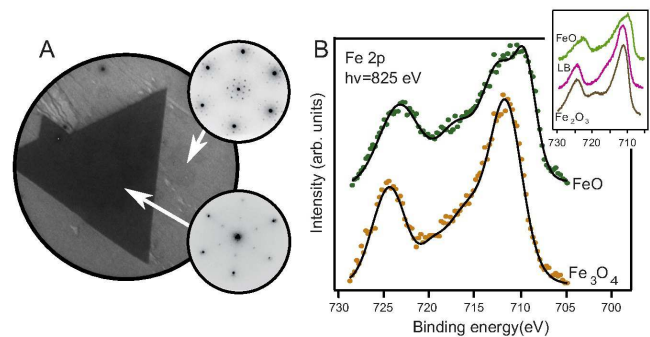 A
B
Fe 2p
hν=825 eV
Intensity (arb. units)
FeO
Fe₃O₄
730 725 720 715 710 705 700
Binding energy(eV)
FeO
LB
Fe₂O₃
730 720 710